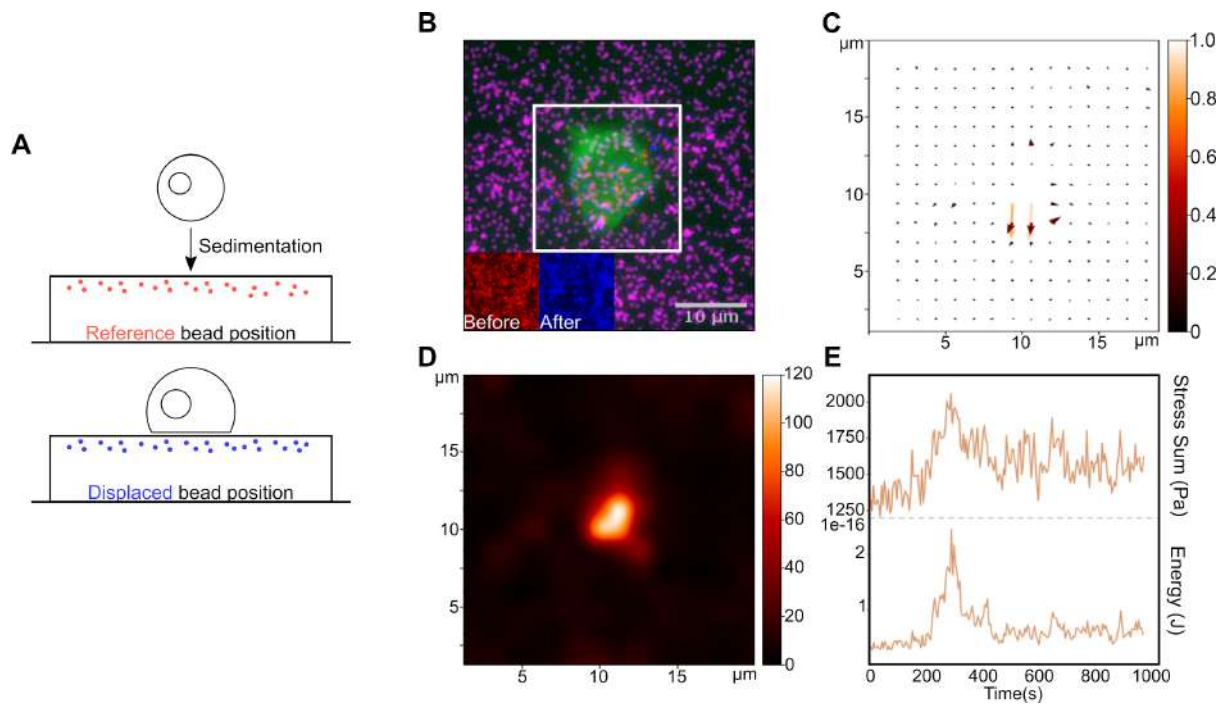 A
Sedimentation
Reference bead position
Displaced bead position
B
Before
After
10 µm
C
µm
15
10
5
5
10
15
µm
1.0
0.8
0.6
0.4
0.2
0
D
µm
15
10
5
5
10
15
µm
120
100
80
60
40
20
0
E
2000
1750
1500
1250
Stress Sum (Pa)
1e-16
2
1
Energy (J)
0
200
400
600
800
1000
Time(s)